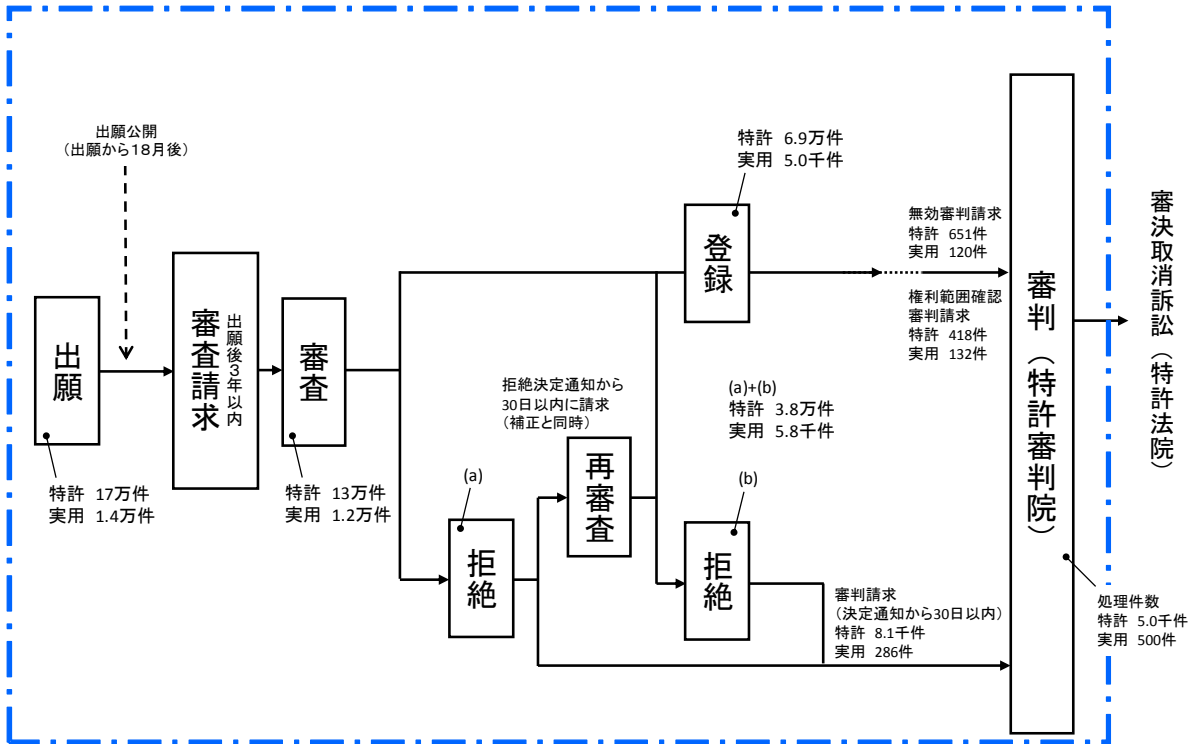 出願公開
（出願から１８月後）
出願
特許 17万件
実用 1.4万件
審査請求
出願後３年以内
審査
特許 13万件
実用 1.2万件
(a)
拒絶
拒絶決定通知から
30日以内に請求
（補正と同時）
再審査
特許 6.9万件
実用 5.0千件
登録
(a)+(b)
特許 3.8万件
実用 5.8千件
(b)
拒絶
無効審判請求
特許 651件
実用 120件
権利範囲確認
審判請求
特許 418件
実用 132件
審判請求
（決定通知から30日以内）
特許 8.1千件
実用 286件
審判（特許審判院）
処理件数
特許 5.0千件
実用 500件
審決取消訴訟（特許法院）